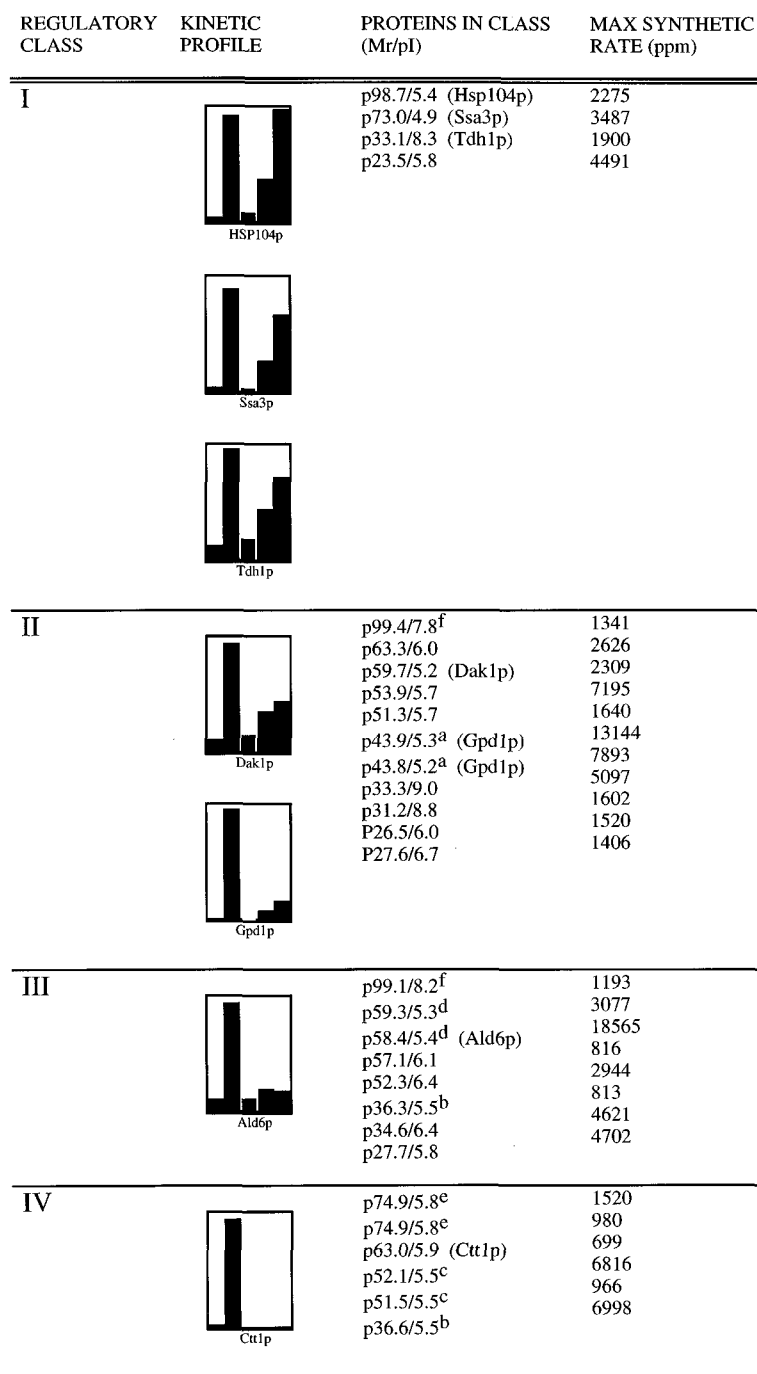 REGULATORY CLASS KINETIC PROFILE PROTEINS IN CLASS (Mr/pI) MAX SYNTHETIC RATE (ppm)
I
p98.7/5.4 (Hsp104p) 2275
p73.0/4.9 (Ssa3p) 3487
p33.1/8.3 (Tdh1p) 1900
p23.5/5.8 4491
HSP104p
Ssa3p
Tdh1p
II
p99.4/7.8f 1341
p63.3/6.0 2626
p59.7/5.2 (Dak1p) 2309
p53.9/5.7 7195
p51.3/5.7 1640
p43.9/5.3a (Gpd1p) 13144
p43.8/5.2a (Gpd1p) 7893
p33.3/9.0 5097
p31.2/8.8 1602
P26.5/6.0 1520
P27.6/6.7 1406
Dak1p
Gpd1p
III
p99.1/8.2f 1193
p59.3/5.3d 3077
p58.4/5.4d (Ald6p) 18565
p57.1/6.1 816
p52.3/6.4 2944
p36.3/5.5b 813
p34.6/6.4 4621
p27.7/5.8 4702
Ald6p
IV
p74.9/5.8e 1520
p74.9/5.8e 980
p63.0/5.9 (Ctt1p) 699
p52.1/5.5c 6816
p51.5/5.5c 966
p36.6/5.5b 6998
Ctt1p